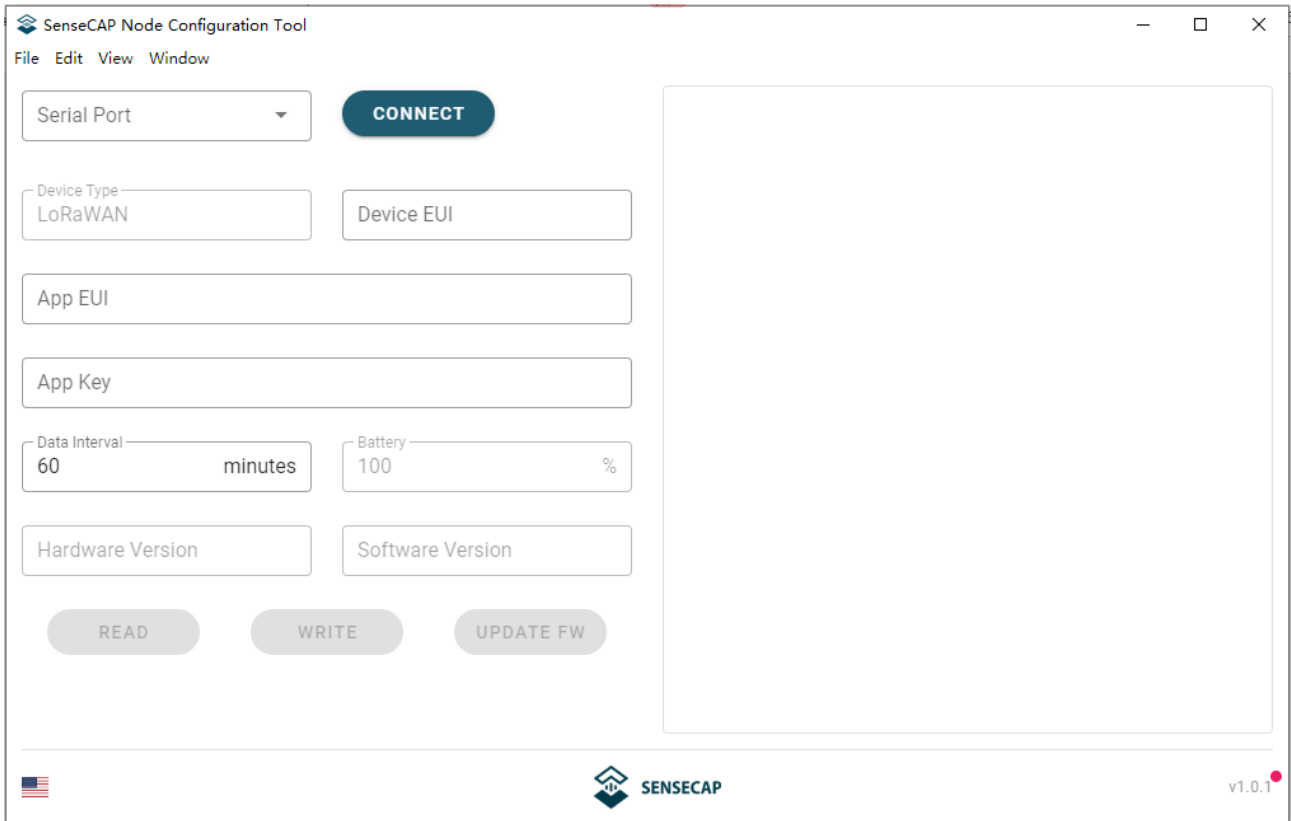 SenseCAP Node Configuration Tool
File Edit View Window
Serial Port CONNECT
Device Type
LoRaWAN Device EUI
App EUI
App Key
Data Interval Battery
60 minutes 100 %
Hardware Version Software Version
READ WRITE UPDATE FW
SENSECAP v1.0.1